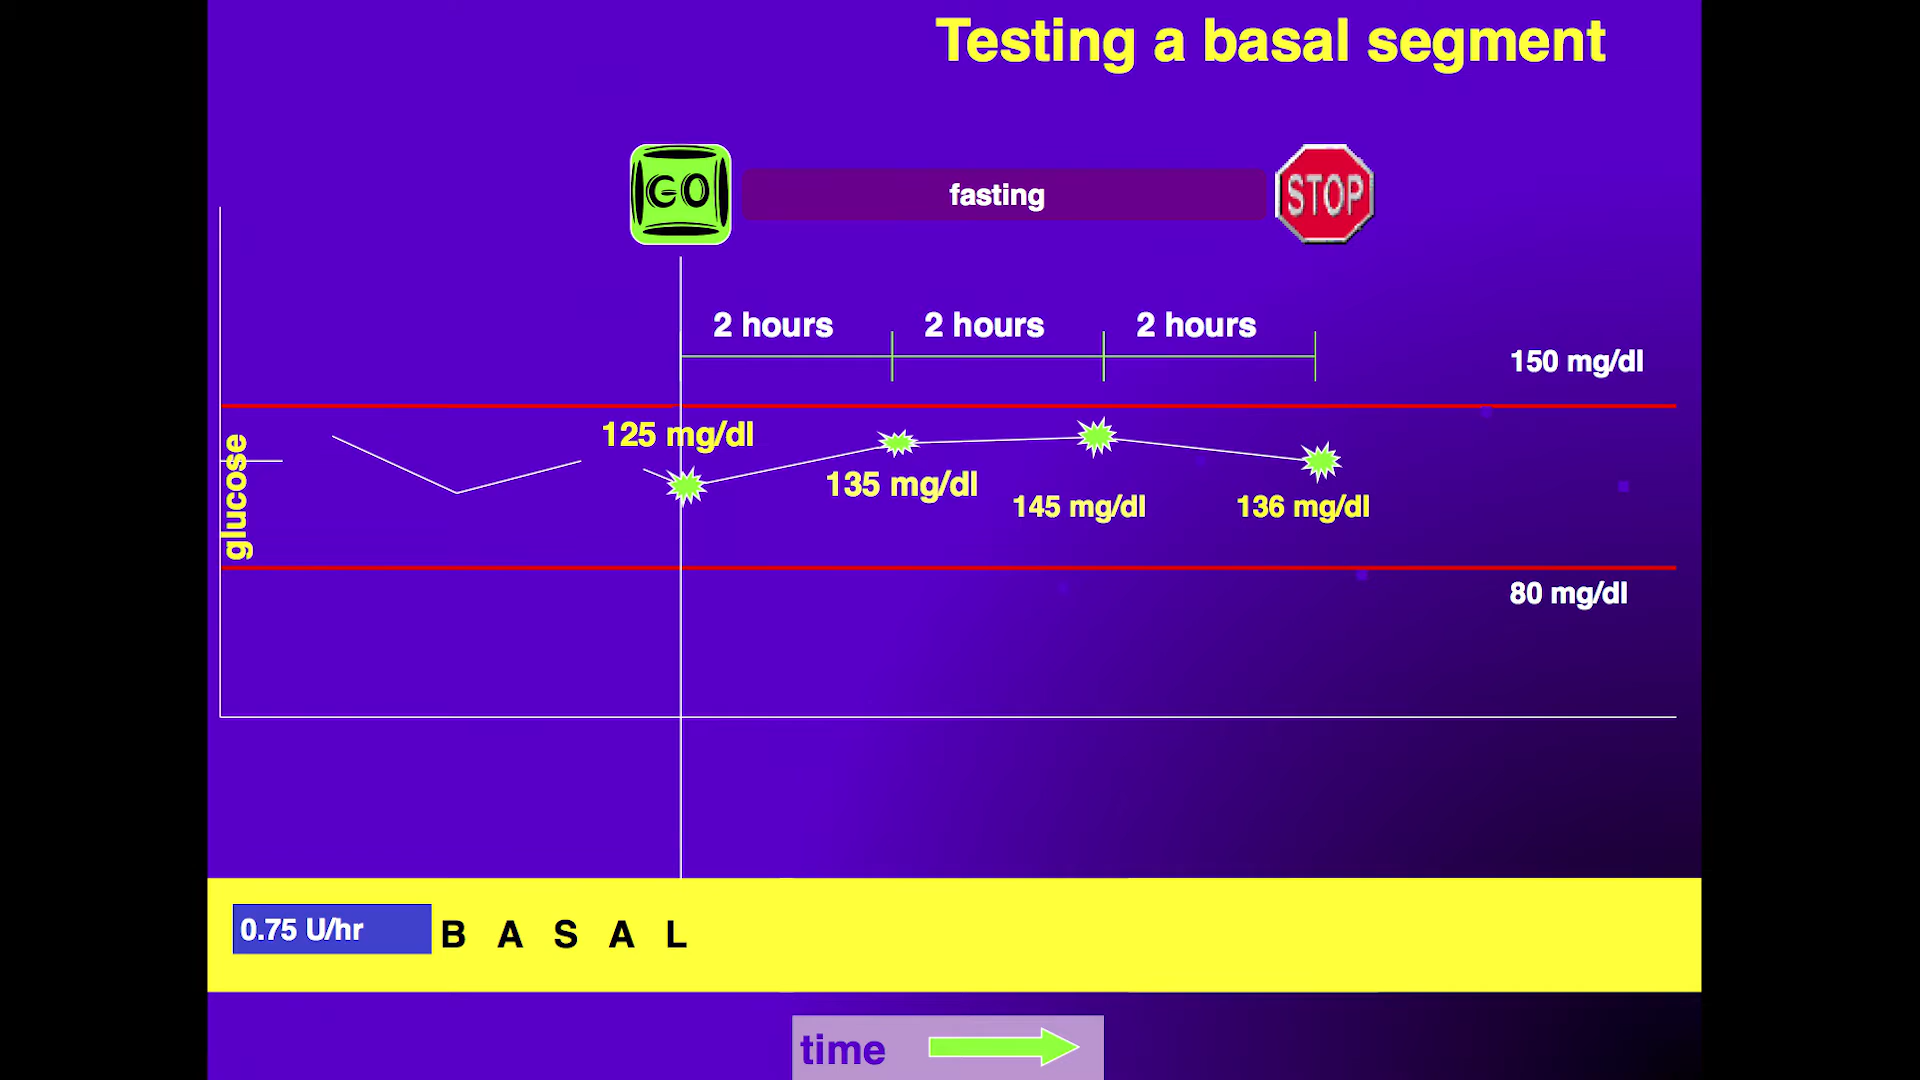 Testing a basal segment
GO
fasting
STOP
2 hours
2 hours
2 hours
150 mg/dl
125 mg/dl
135 mg/dl
145 mg/dl
136 mg/dl
glucose
80 mg/dl
0.75 U/hr
B A S A L
time